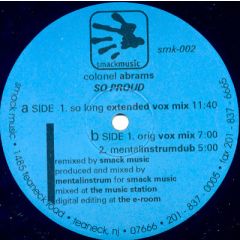 smackmusic
smk-002
colonel abrams
SO PROUD
a SIDE 1. so long extended vox mix 11:40
b SIDE 1. orig vox mix 7:00
2. mentalinstrumdub 5:00
remixed by smack music
produced and mixed by
mentalinstrum for smack music
mixed at the music station
digital editing at the e-room
smack music · 1485 teaneck road · teaneck, nj · 07666 · 201 - 837 - 0005 · fax 201 - 837 - 6665